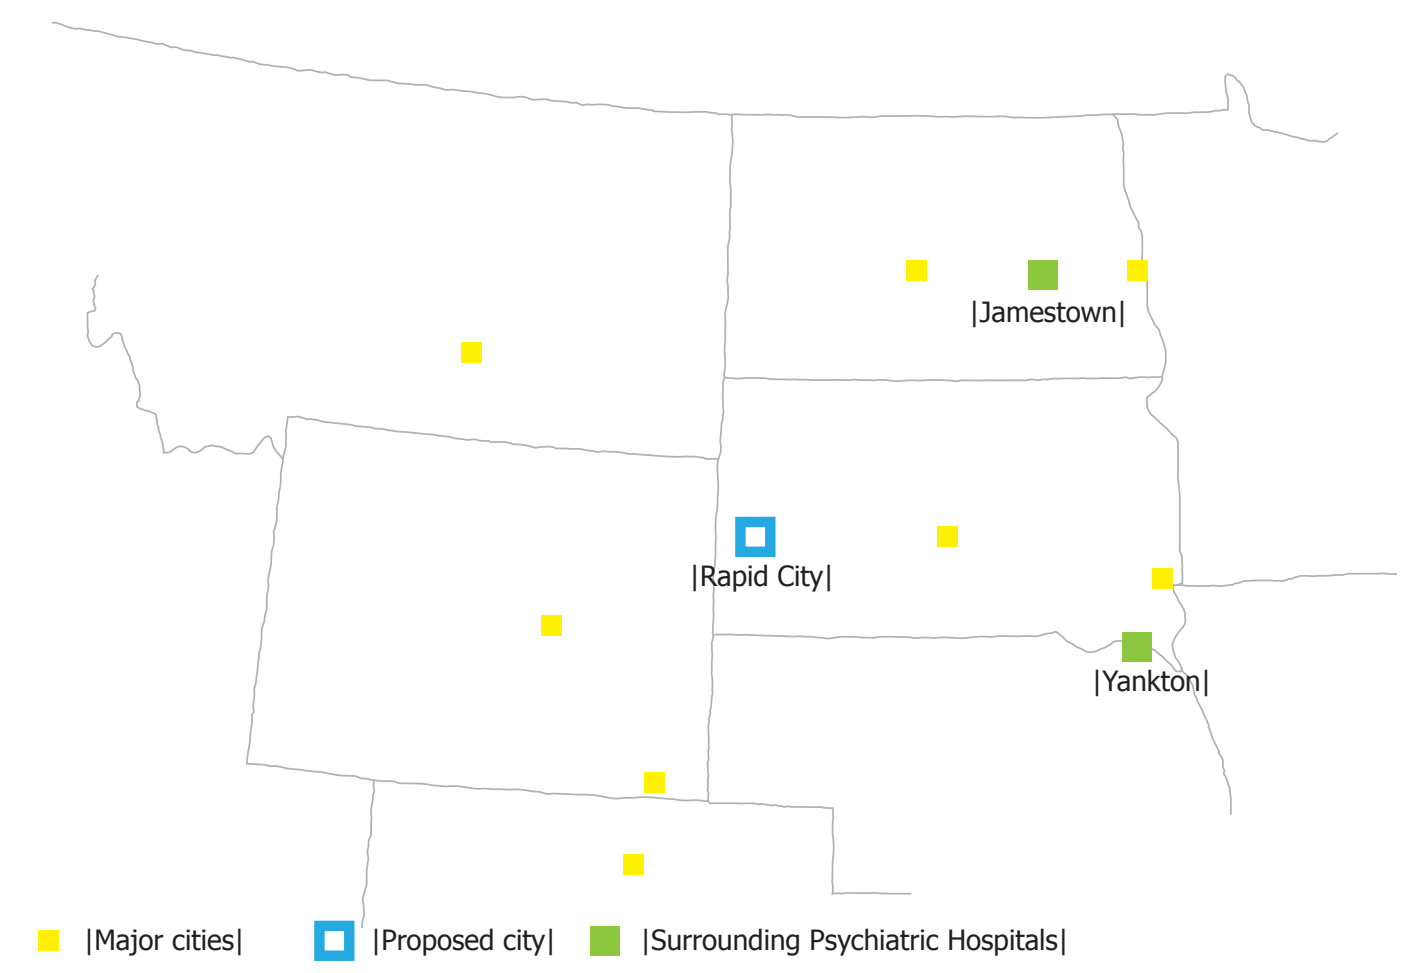 |Jamestown|
|Rapid City|
|Yankton|
|Major cities| |Proposed city| |Surrounding Psychiatric Hospitals|